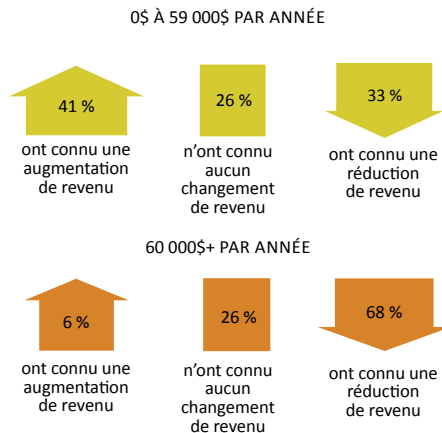 0$ À 59 000$ PAR ANNÉE
41 %
26 %
33 %
ont connu une
augmentation
de revenu
n'ont connu
aucun
changement
de revenu
ont connu une
réduction
de revenu
60 000$+ PAR ANNÉE
6 %
26 %
68 %
ont connu une
augmentation
de revenu
n'ont connu
aucun
changement
de revenu
ont connu une
réduction
de revenu